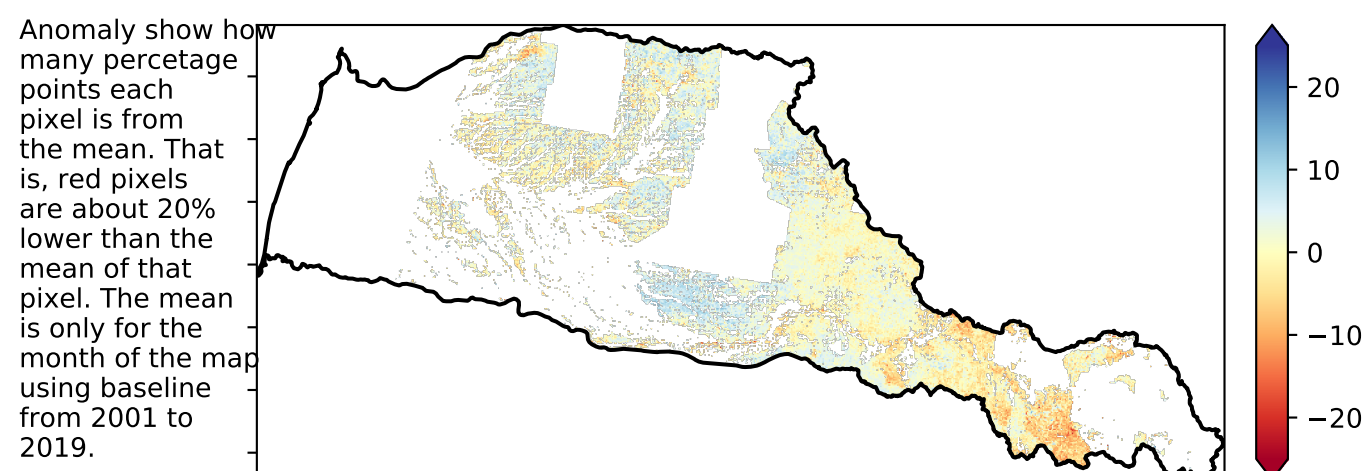 Anomaly show how
many percetage
points each
pixel is from
the mean. That
is, red pixels
are about 20%
lower than the
mean of that
pixel. The mean
is only for the
month of the map
using baseline
from 2001 to
2019.
20
10
0
−10
−20